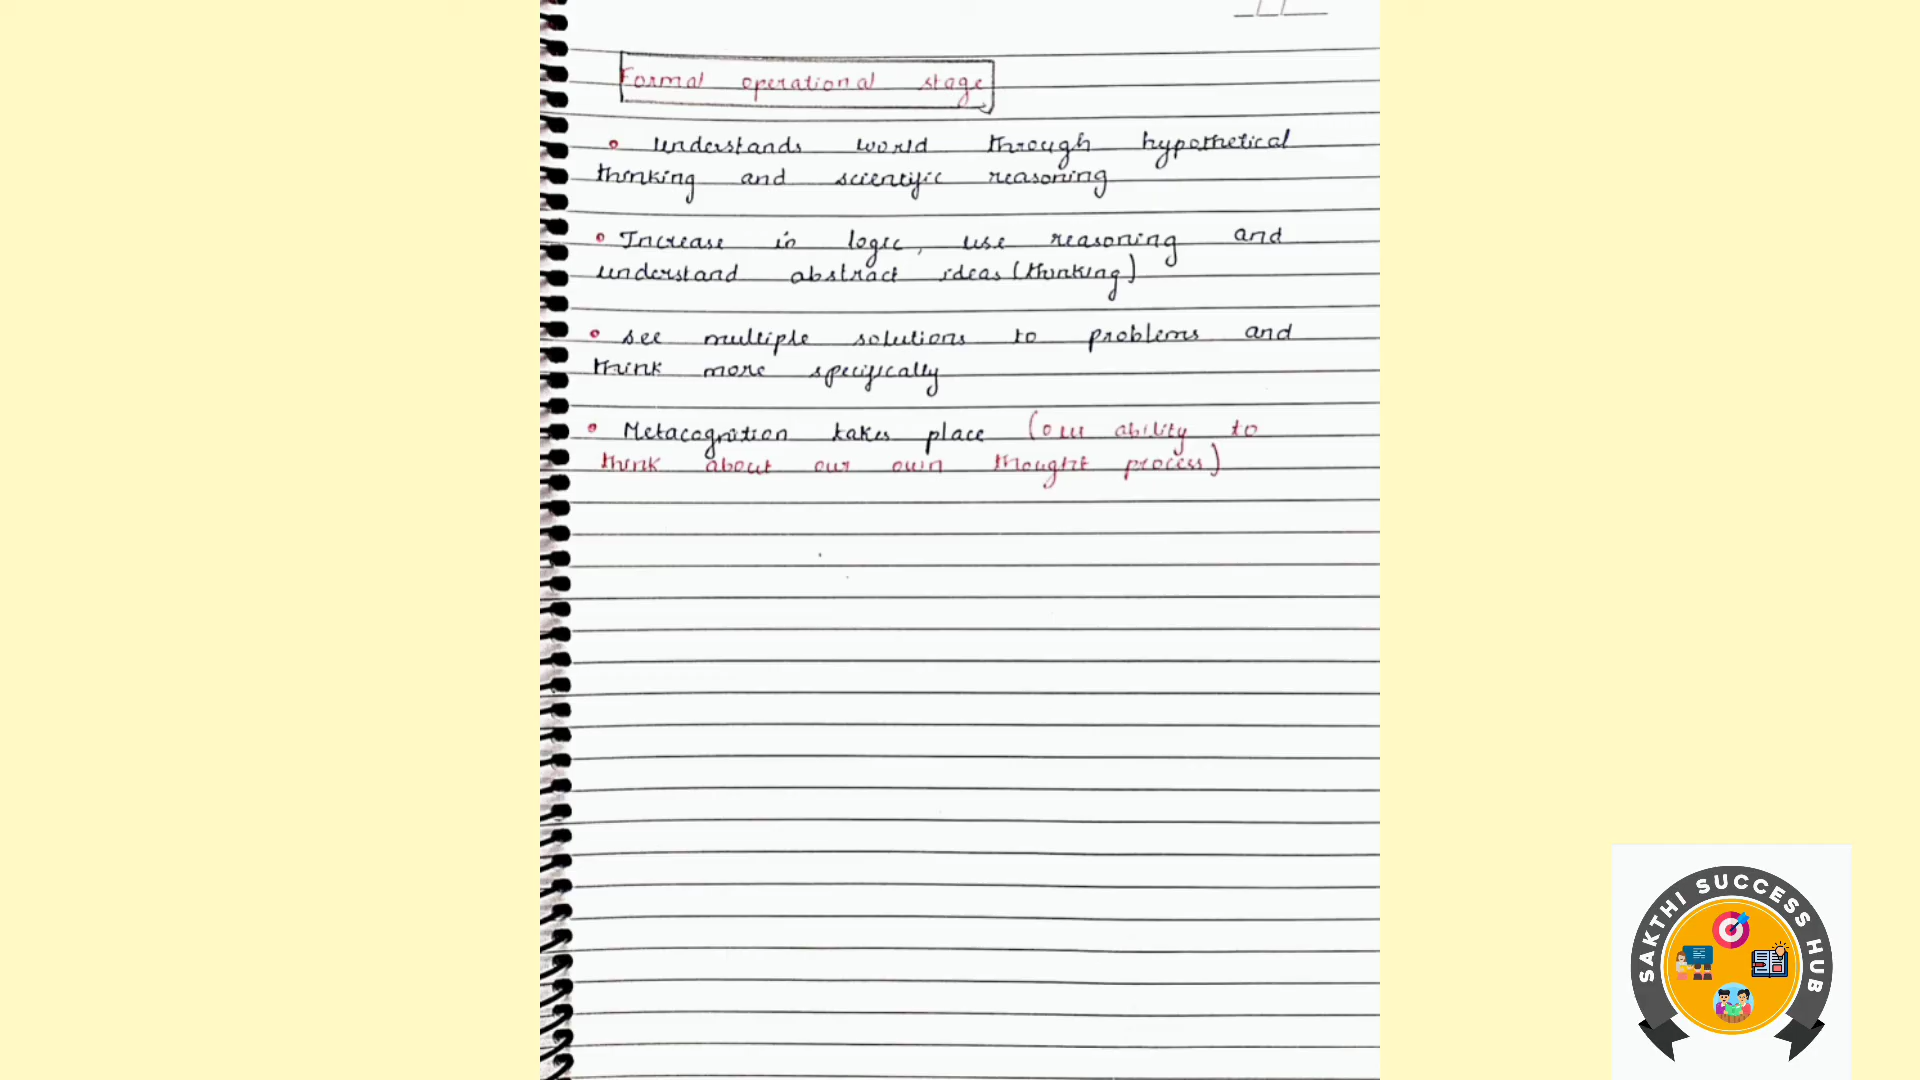 Formal operational stage
• understands world through hypothetical
thinking and scientific reasoning
• Increase in logic, use reasoning and
understand abstract ideas (thinking)
• see multiple solutions to problems and
think more specifically
• Metacognition takes place (our ability to
think about our own thought process)
SAKTHI SUCCESS HUB